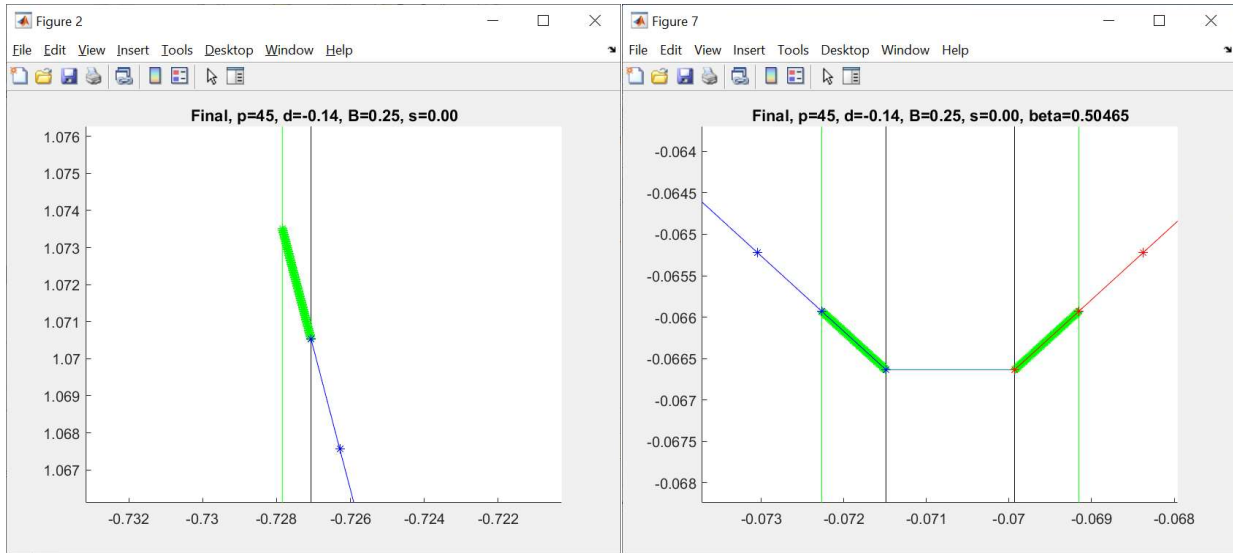 Figure 2
File Edit View Insert Tools Desktop Window Help
Final, p=45, d=-0.14, B=0.25, s=0.00
1.076
1.075
1.074
1.073
1.072
1.071
1.07
1.069
1.068
1.067
-0.732 -0.73 -0.728 -0.726 -0.724 -0.722
Figure 7
File Edit View Insert Tools Desktop Window Help
Final, p=45, d=-0.14, B=0.25, s=0.00, beta=0.50465
-0.064
-0.0645
-0.065
-0.0655
-0.066
-0.0665
-0.067
-0.0675
-0.068
-0.073 -0.072 -0.071 -0.07 -0.069 -0.068